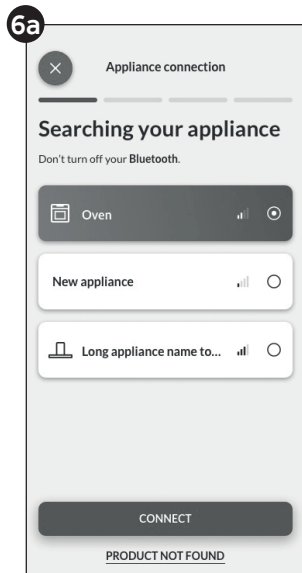 6a
Appliance connection
Searching your appliance
Don't turn off your Bluetooth.
Oven
New appliance
Long appliance name to...
CONNECT
PRODUCT NOT FOUND